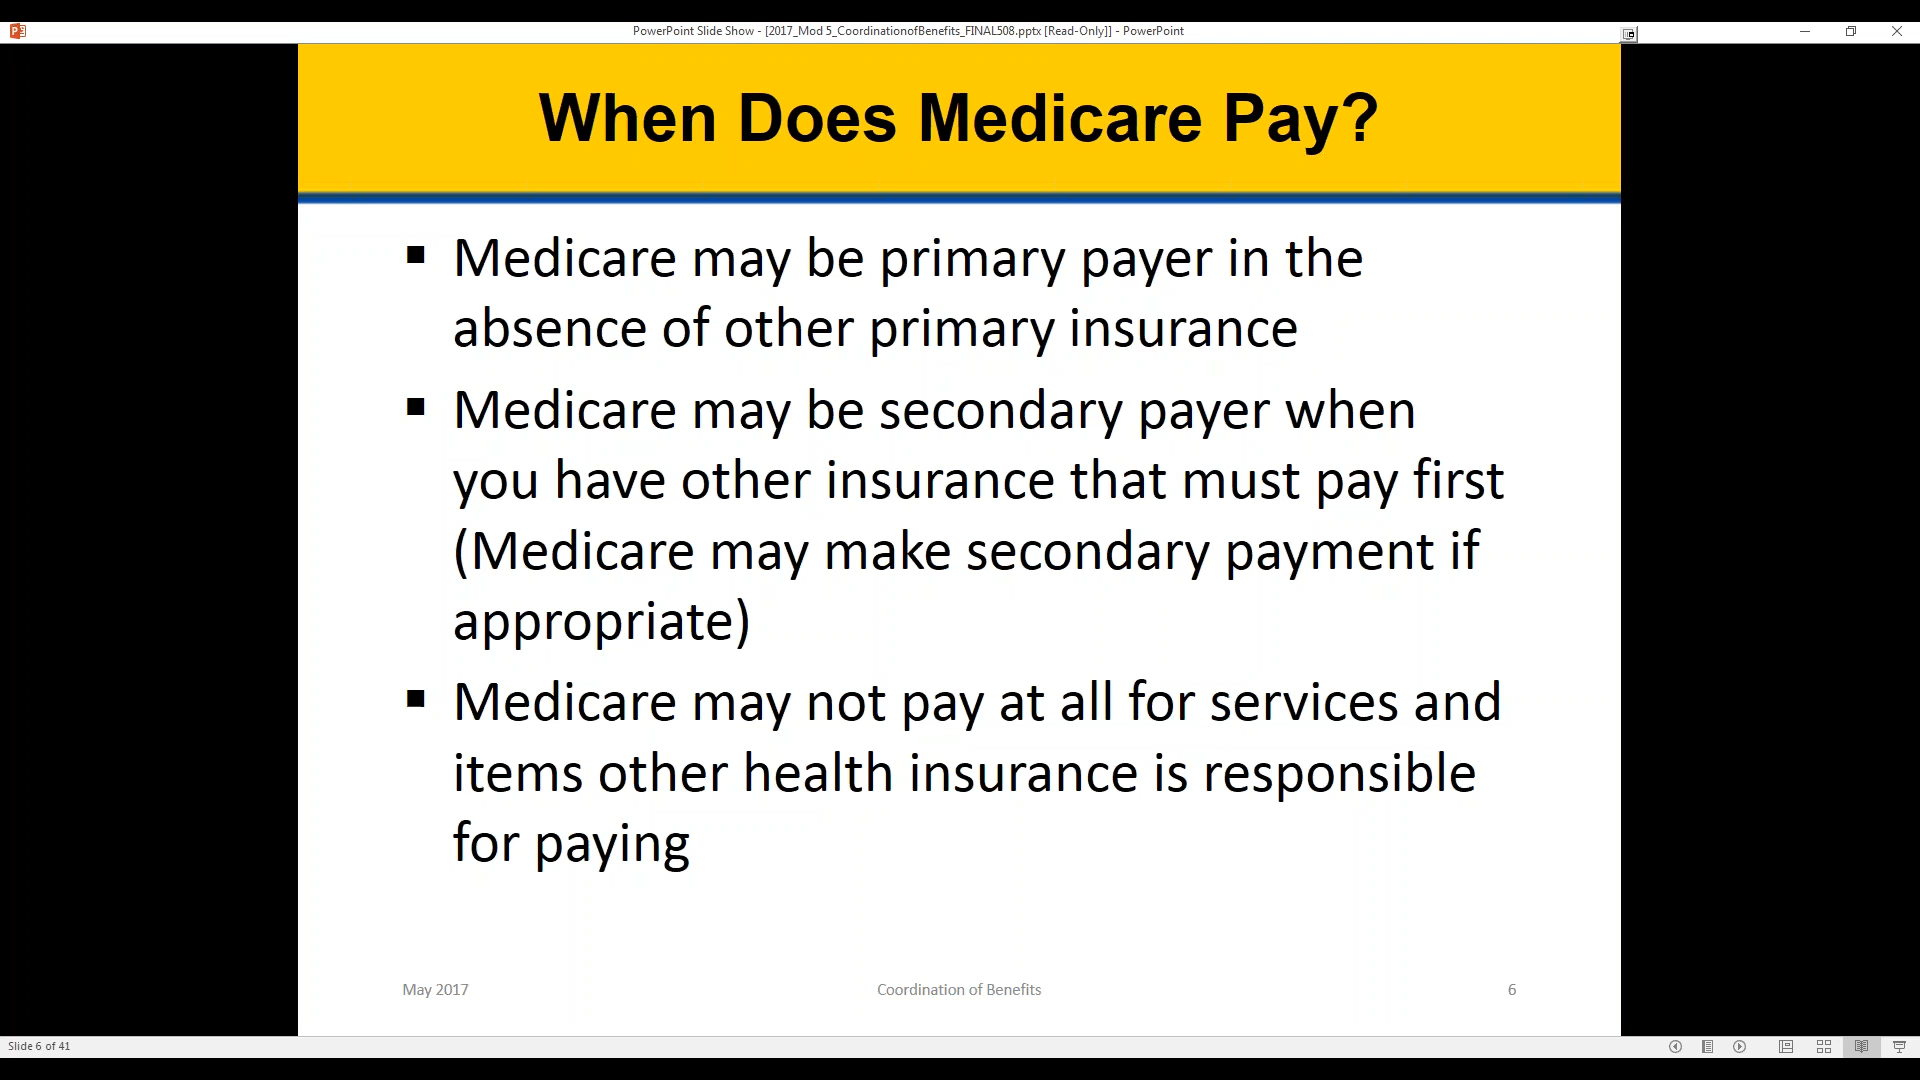 PowerPoint Slide Show - [2017_Mod 5_CoordinationofBenefits_FINAL508.pptx [Read-Only]] - PowerPoint
When Does Medicare Pay?
▪ Medicare may be primary payer in the
absence of other primary insurance
▪ Medicare may be secondary payer when
you have other insurance that must pay first
(Medicare may make secondary payment if
appropriate)
▪ Medicare may not pay at all for services and
items other health insurance is responsible
for paying
May 2017 Coordination of Benefits 6
Slide 6 of 41